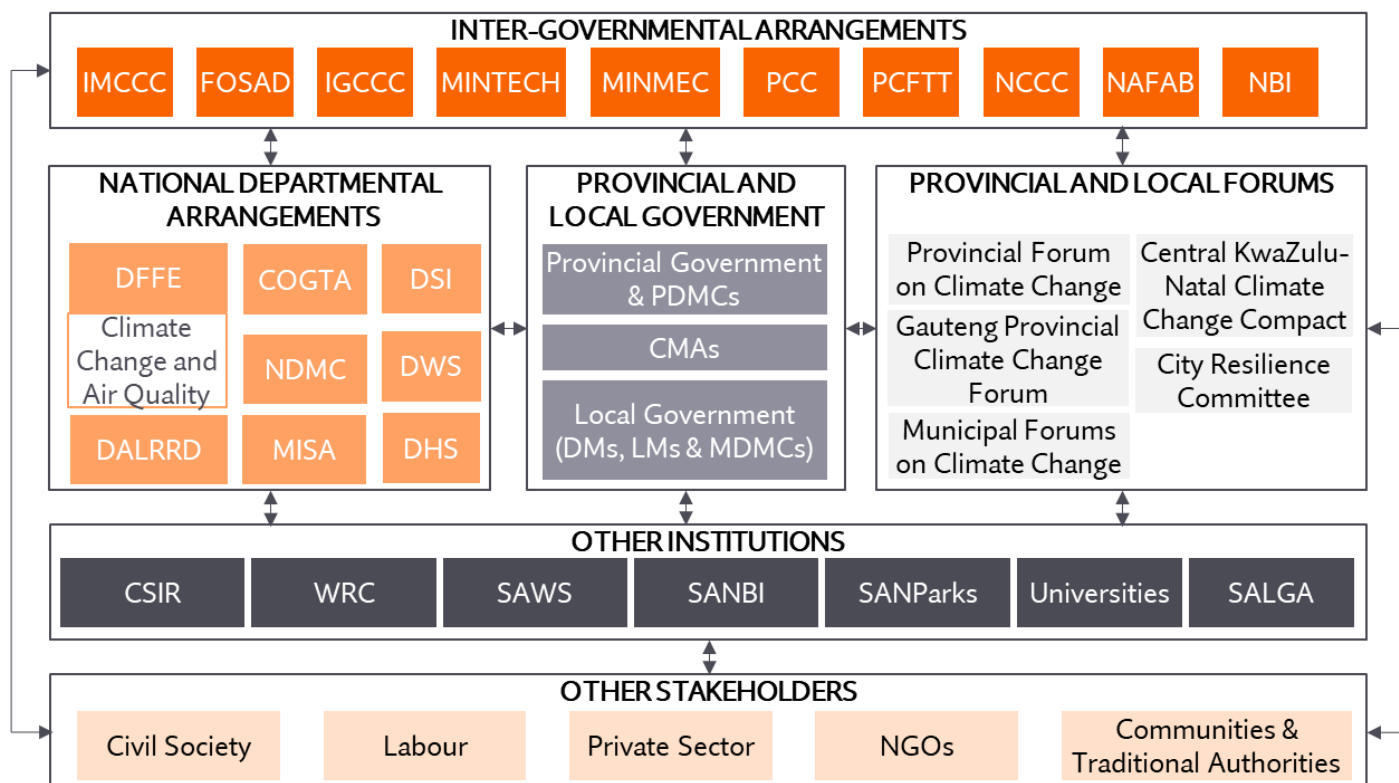 INTER-GOVERNMENTAL ARRANGEMENTS
IMCCC
FOSAD
IGCCC
MINTECH
MINMEC
PCC
PCFTT
NCCC
NAFAB
NBI
NATIONAL DEPARTMENTAL
ARRANGEMENTS
DFFE
Climate
Change and
Air Quality
DALRRD
COGTA
NDMC
MISA
DSI
DWS
DHS
PROVINCIAL AND
LOCAL GOVERNMENT
Provincial Government
& PDMCs
CMAs
Local Government
(DMs, LMs & MDMCs)
PROVINCIAL AND LOCAL FORUMS
Provincial Forum
on Climate Change
Gauteng Provincial
Climate Change
Forum
Municipal Forums
on Climate Change
Central KwaZulu-
Natal Climate
Change Compact
City Resilience
Committee
OTHER INSTITUTIONS
CSIR
WRC
SAWS
SANBI
SANParks
Universities
SALGA
OTHER STAKEHOLDERS
Civil Society
Labour
Private Sector
NGOs
Communities &
Traditional Authorities